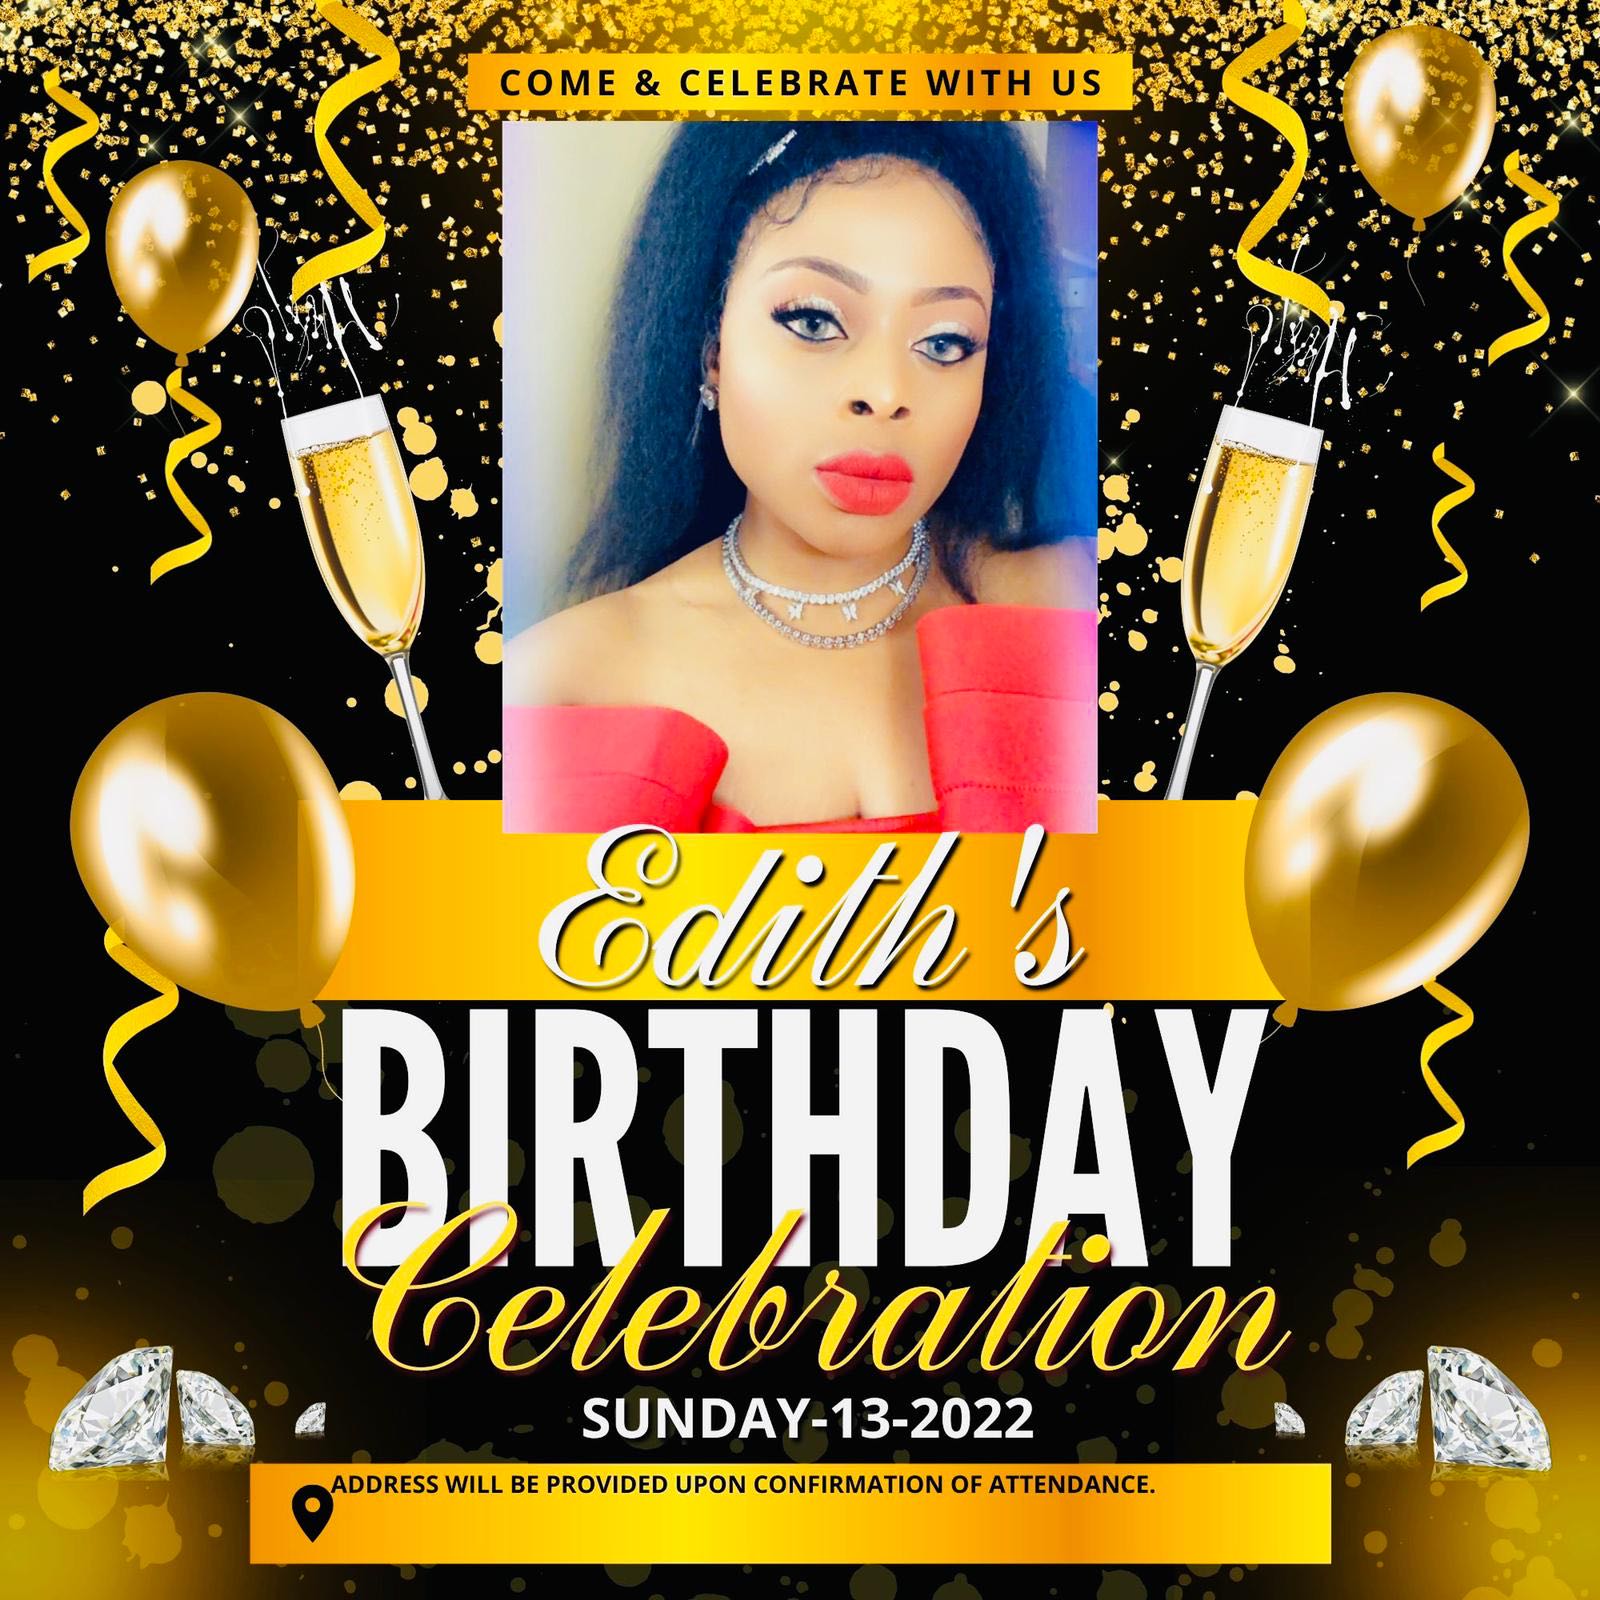 COME & CELEBRATE WITH US
Edith's
BIRTHDAY
Celebration
SUNDAY-13-2022
ADDRESS WILL BE PROVIDED UPON CONFIRMATION OF ATTENDANCE.